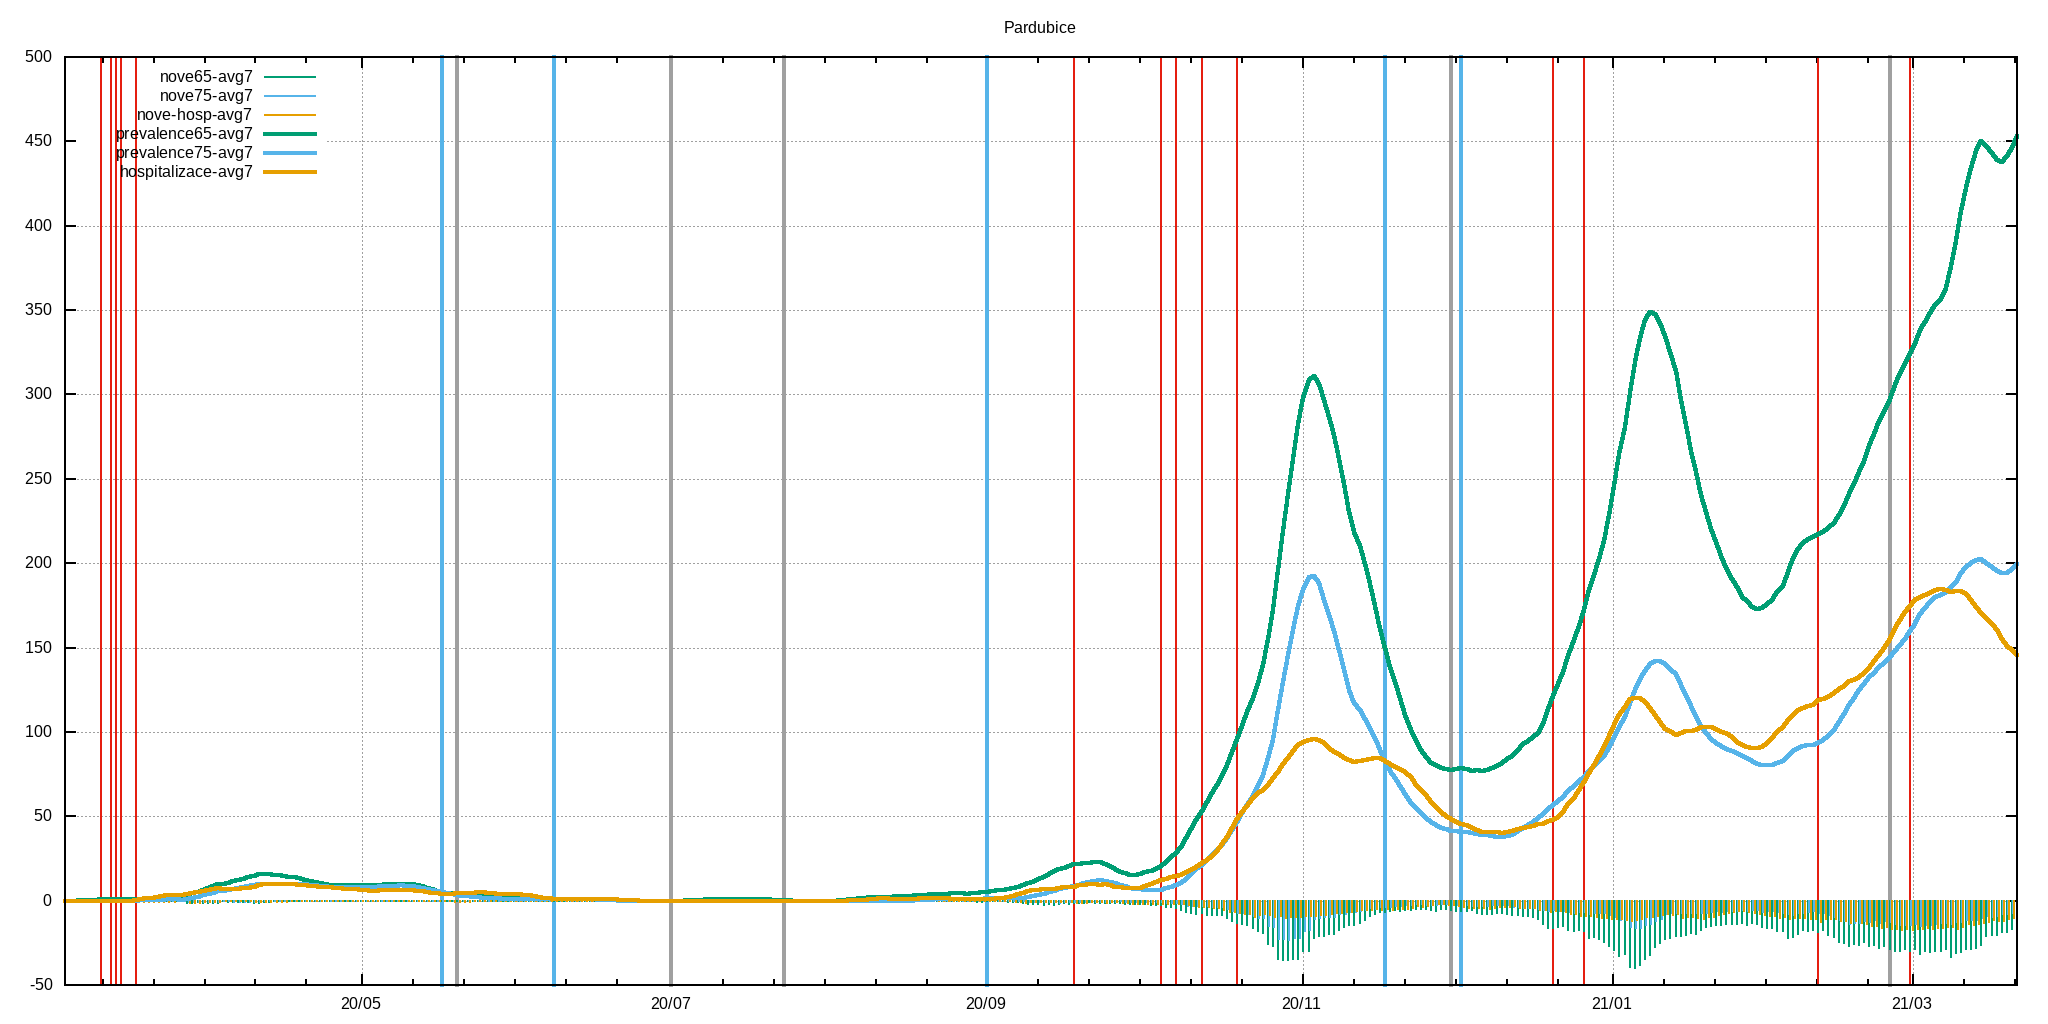 Pardubice
500
450
400
350
300
250
200
150
100
50
0
-50
nove65-avg7
nove75-avg7
nove-hosp-avg7
prevalence65-avg7
prevalence75-avg7
hospitalizace-avg7
20/05 20/07 20/09 20/11 21/01 21/03